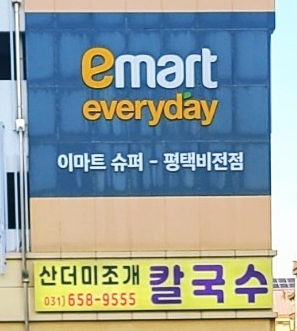 emart
everyday
이마트 슈퍼 - 평택비전점
산더미조개 칼국수
031) 658-9555